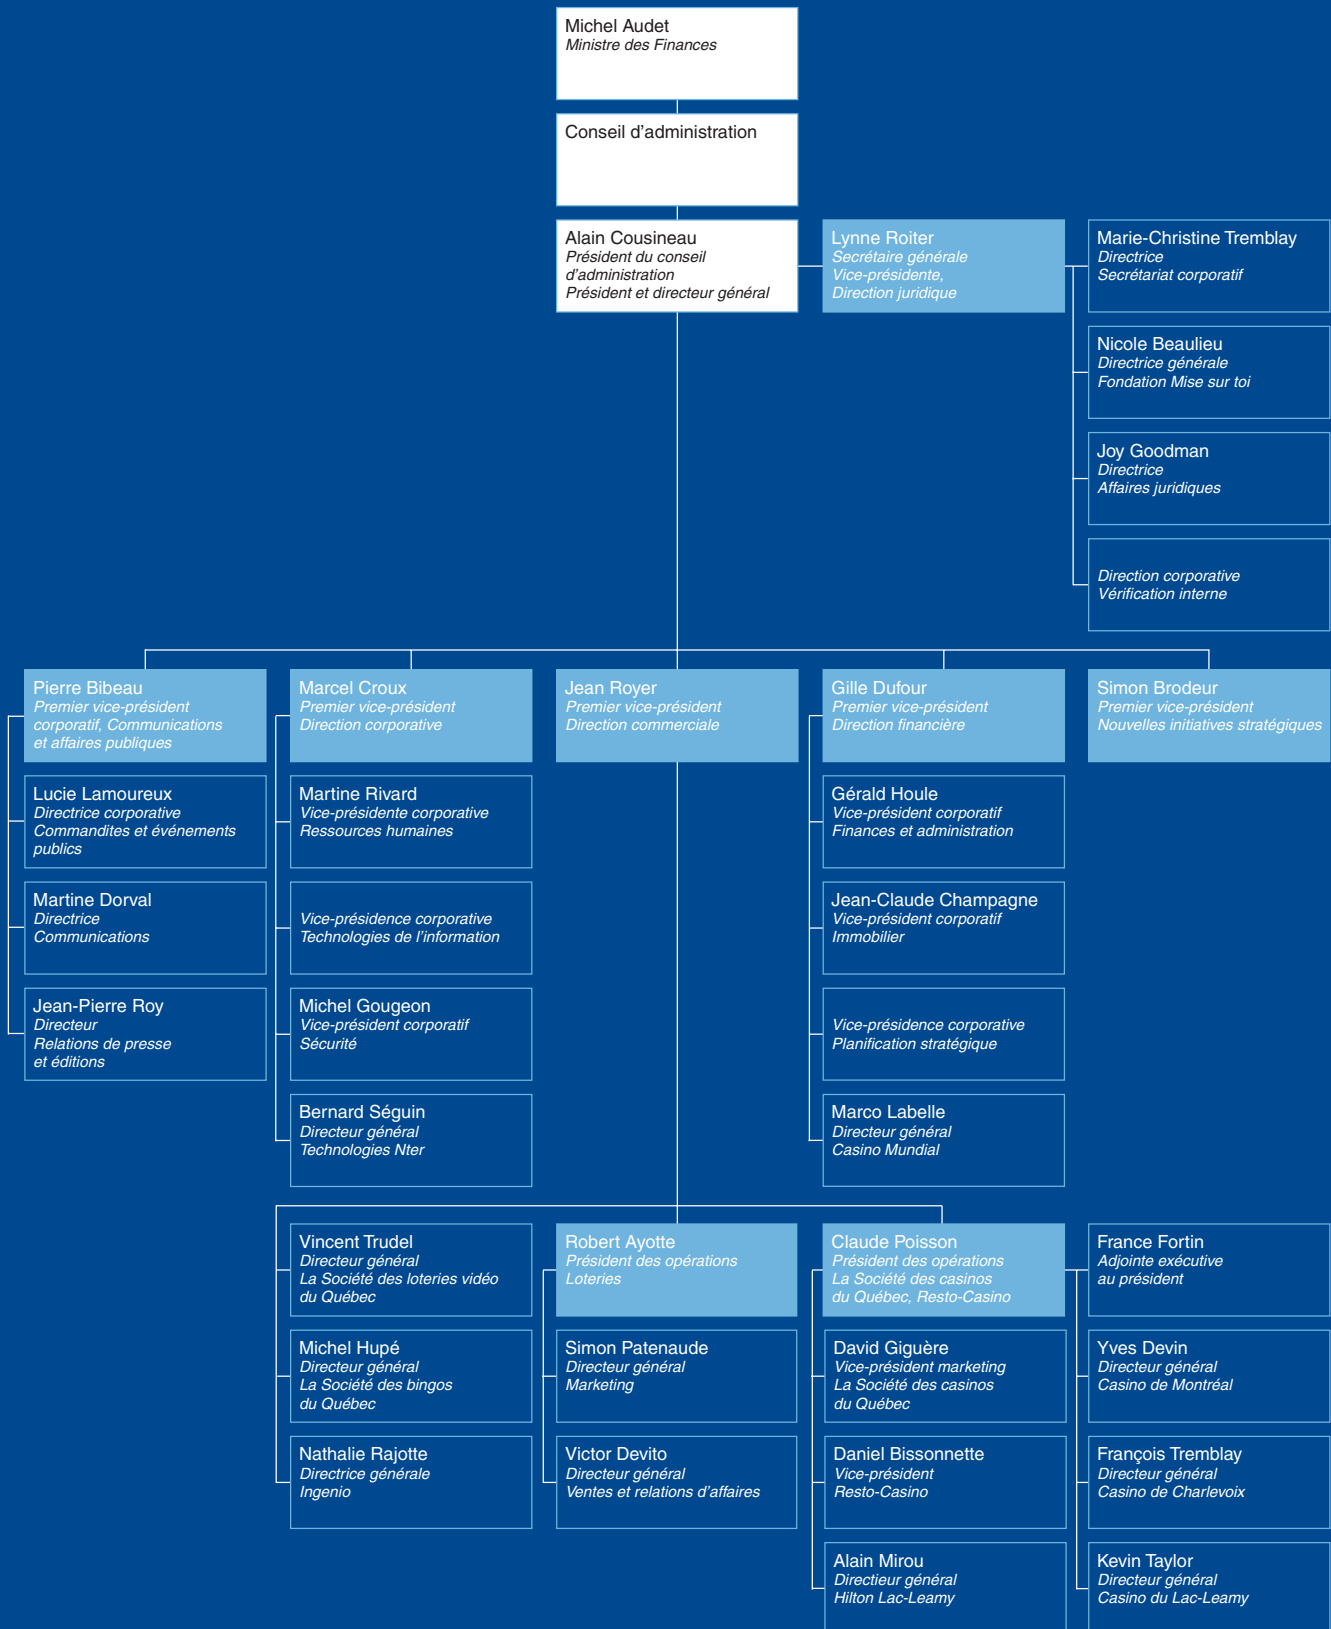 Michel Audet
Ministre des Finances
Conseil d’administration
Alain Cousineau
Président du conseil
d’administration
Président et directeur général
Lynne Roiter
Secrétaire générale
Vice-présidente,
Direction juridique
Marie-Christine Tremblay
Directrice
Secrétariat corporatif
Nicole Beaulieu
Directrice générale
Fondation Mise sur toi
Joy Goodman
Directrice
Affaires juridiques
Direction corporative
Vérification interne
Pierre Bibeau
Premier vice-président
corporatif, Communications
et affaires publiques
Lucie Lamoureux
Directrice corporative
Commandites et événements
publics
Martine Dorval
Directrice
Communications
Jean-Pierre Roy
Directeur
Relations de presse
et éditions
Marcel Croux
Premier vice-président
Direction corporative
Martine Rivard
Vice-présidente corporative
Ressources humaines
Vice-présidence corporative
Technologies de l’information
Michel Gougeon
Vice-président corporatif
Sécurité
Bernard Séguin
Directeur général
Technologies Nter
Jean Royer
Premier vice-président
Direction commerciale
Gille Dufour
Premier vice-président
Direction financière
Gérald Houle
Vice-président corporatif
Finances et administration
Jean-Claude Champagne
Vice-président corporatif
Immobilier
Vice-présidence corporative
Planification stratégique
Marco Labelle
Directeur général
Casino Mundial
Simon Brodeur
Premier vice-président
Nouvelles initiatives stratégiques
Vincent Trudel
Directeur général
La Société des loteries vidéo
du Québec
Michel Hupé
Directeur général
La Société des bingos
du Québec
Nathalie Rajotte
Directrice générale
Ingenio
Robert Ayotte
Président des opérations
Loteries
Simon Patenaude
Directeur général
Marketing
Victor Devito
Directeur général
Ventes et relations d’affaires
Claude Poisson
Président des opérations
La Société des casinos
du Québec, Resto-Casino
David Giguère
Vice-président marketing
La Société des casinos
du Québec
Daniel Bissonnette
Vice-président
Resto-Casino
Alain Mirou
Directieur général
Hilton Lac-Leamy
France Fortin
Adjointe exécutive
au président
Yves Devin
Directeur général
Casino de Montréal
François Tremblay
Directeur général
Casino de Charlevoix
Kevin Taylor
Directeur général
Casino du Lac-Leamy